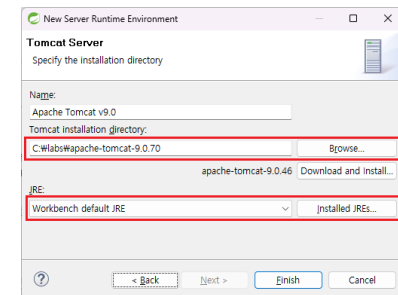 New Server Runtime Environment
Tomcat Server
Specify the installation directory
Name:
Apache Tomcat v9.0
Tomcat installation directory:
C:₩labs₩apache-tomcat-9.0.70 Browse...
apache-tomcat-9.0.46 Download and Install...
JRE:
Workbench default JRE Installed JREs...
? < Back Next > Finish Cancel